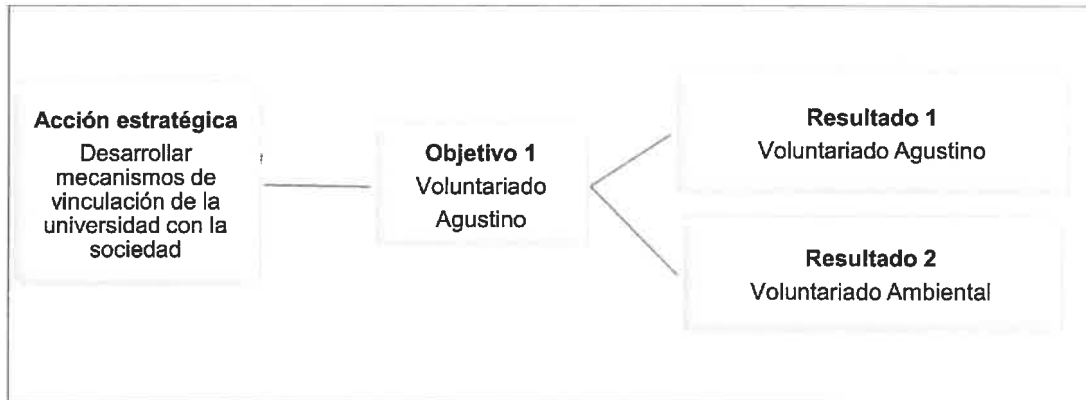 Acción estratégica
Desarrollar
mecanismos de
vinculación de la
universidad con la
sociedad
Objetivo 1
Voluntariado
Agustino
Resultado 1
Voluntariado Agustino
Resultado 2
Voluntariado Ambiental